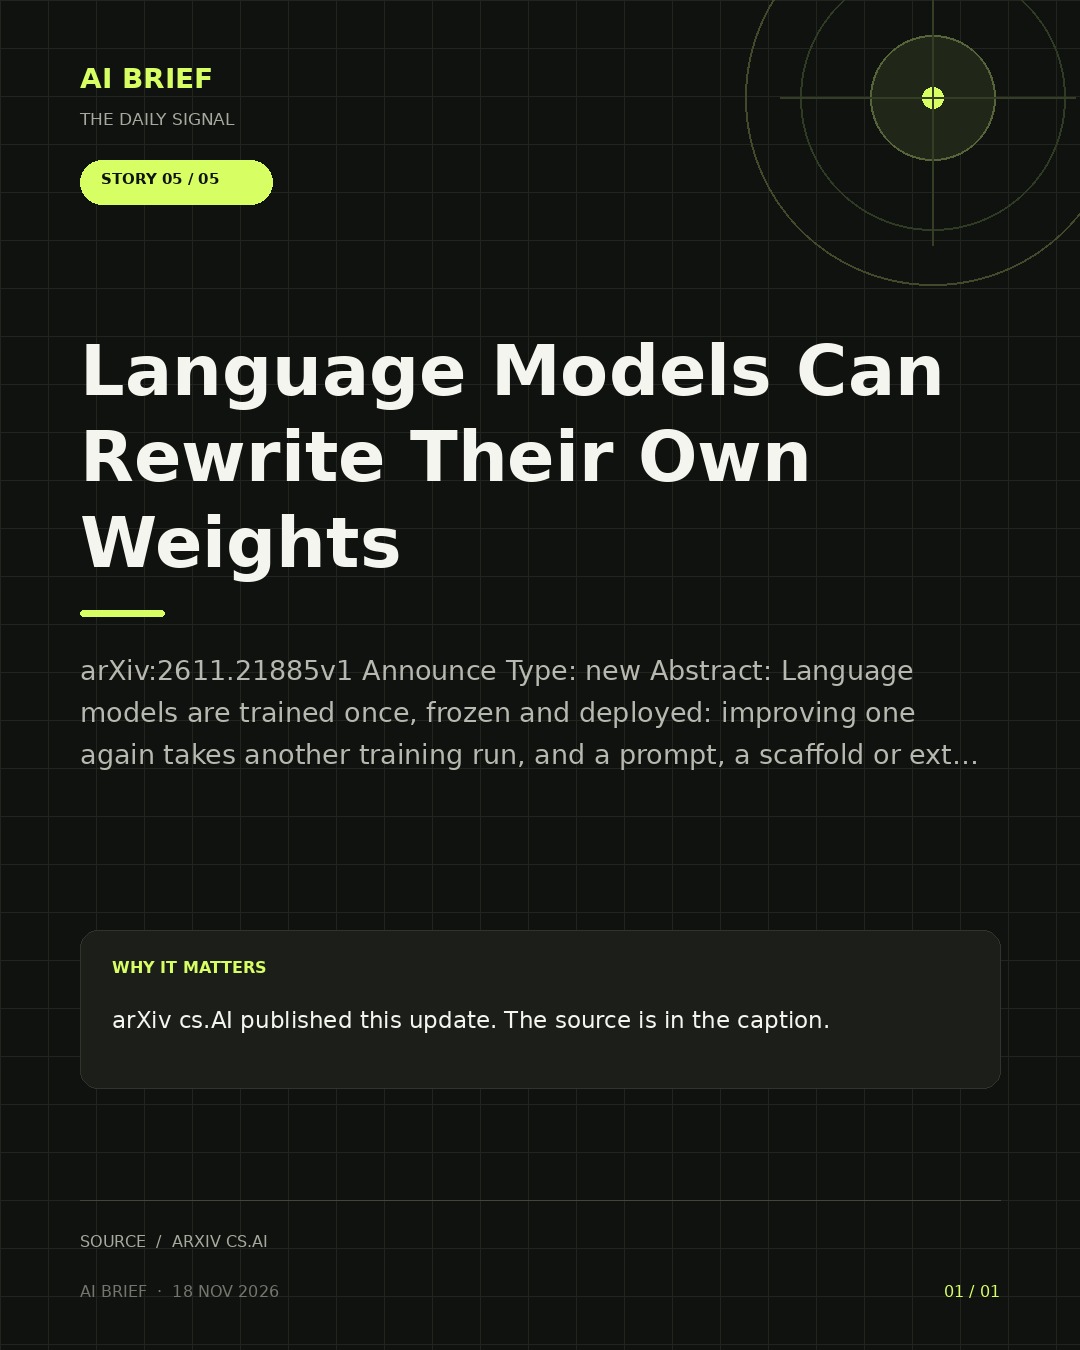 AI BRIEF
THE DAILY SIGNAL
STORY 05 / 05
Language Models Can
Rewrite Their Own
Weights
arXiv:2611.21885v1 Announce Type: new Abstract: Language
models are trained once, frozen and deployed: improving one
again takes another training run, and a prompt, a scaffold or ext...
WHY IT MATTERS
arXiv cs.AI published this update. The source is in the caption.
SOURCE / ARXIV CS.AI
AI BRIEF · 18 NOV 2026
01 / 01